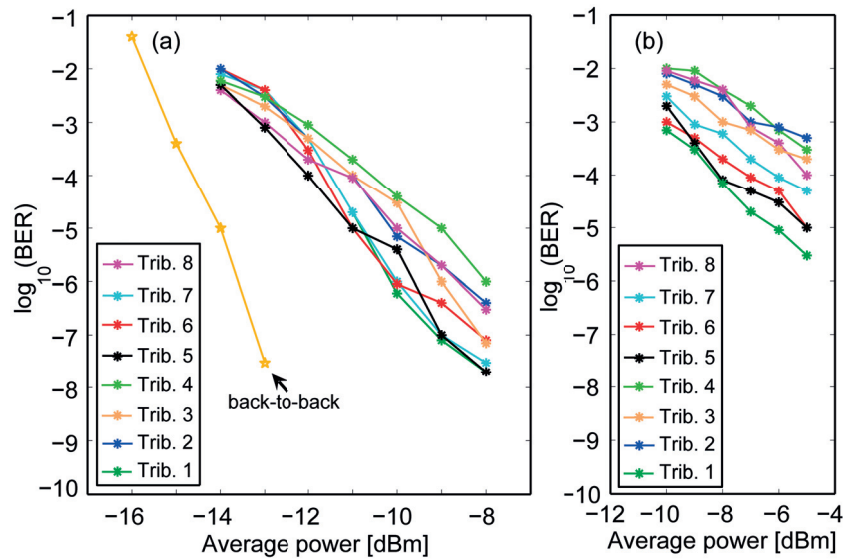 (a)
−1
−2
−3
−4
−5
−6
−7
−8
−9
−10
log10(BER)
Trib. 8
Trib. 7
Trib. 6
Trib. 5
Trib. 4
Trib. 3
Trib. 2
Trib. 1
back-to-back
−16
−14
−12
−10
−8
Average power [dBm]
(b)
−1
−2
−3
−4
−5
−6
−7
−8
−9
−10
log10(BER)
Trib. 8
Trib. 7
Trib. 6
Trib. 5
Trib. 4
Trib. 3
Trib. 2
Trib. 1
−12
−10
−8
−6
−4
Average power [dBm]